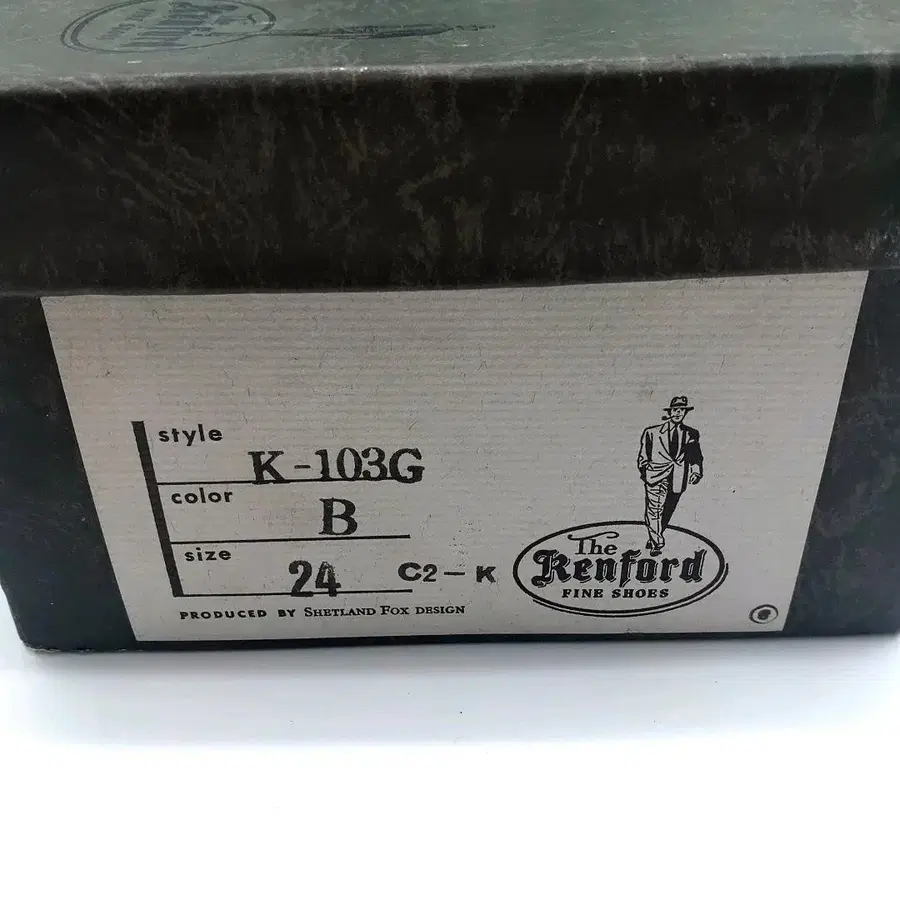 style
K-103G
color
B
size
24
C2-K
PRODUCED BY SHETLAND FOX DESIGN
The
Renford
FINE SHOES